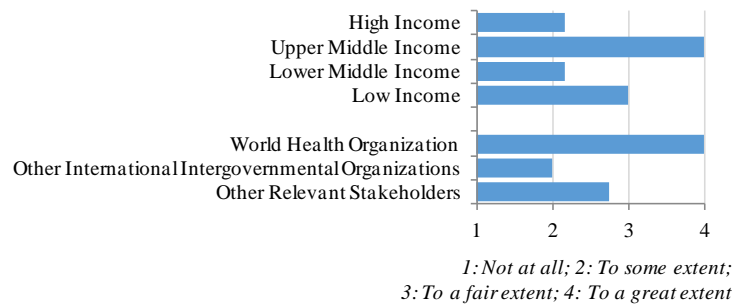 High Income
Upper Middle Income
Lower Middle Income
Low Income
World Health Organization
Other International Intergovernmental Organizations
Other Relevant Stakeholders
1 2 3 4
1: Not at all; 2: To some extent;
3: To a fair extent; 4: To a great extent